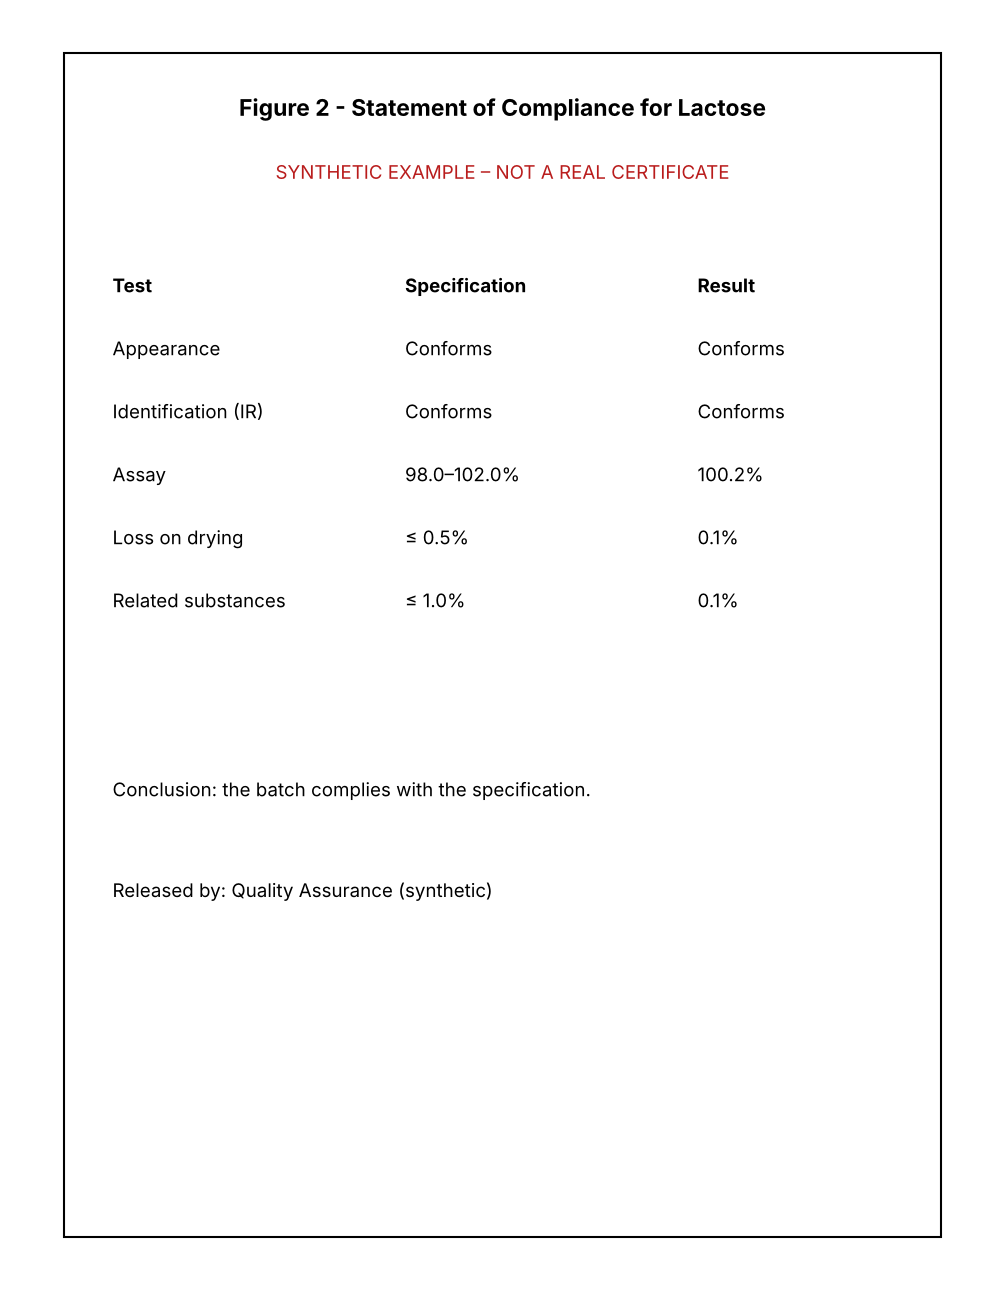 Figure 2 - Statement of Compliance for Lactose
SYNTHETIC EXAMPLE – NOT A REAL CERTIFICATE
Test Specification Result
Appearance Conforms Conforms
Identification (IR) Conforms Conforms
Assay 98.0–102.0% 100.2%
Loss on drying ≤ 0.5% 0.1%
Related substances ≤ 1.0% 0.1%
Conclusion: the batch complies with the specification.
Released by: Quality Assurance (synthetic)